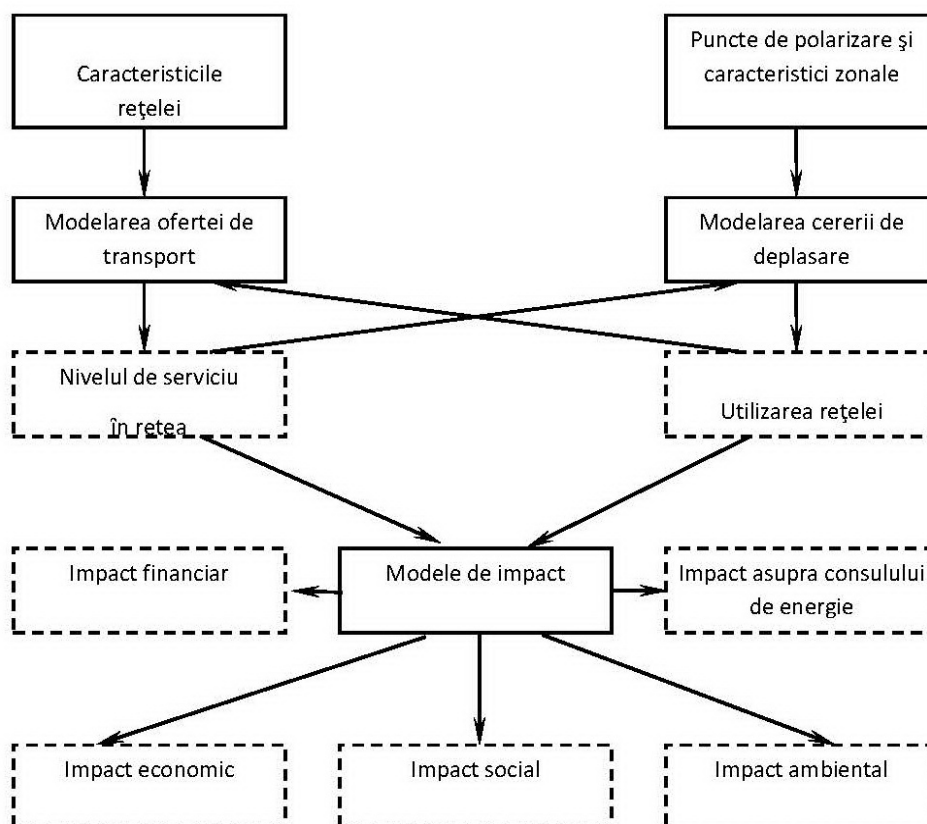 Caracteristicile
reţelei
Puncte de polarizare şi
caracteristici zonale
Modelarea ofertei de
transport
Modelarea cererii de
deplasare
Nivelul de serviciu
în retea
Utilizarea reţelei
Impact financiar
Modele de impact
Impact asupra consulului
de energie
Impact economic
Impact social
Impact ambiental